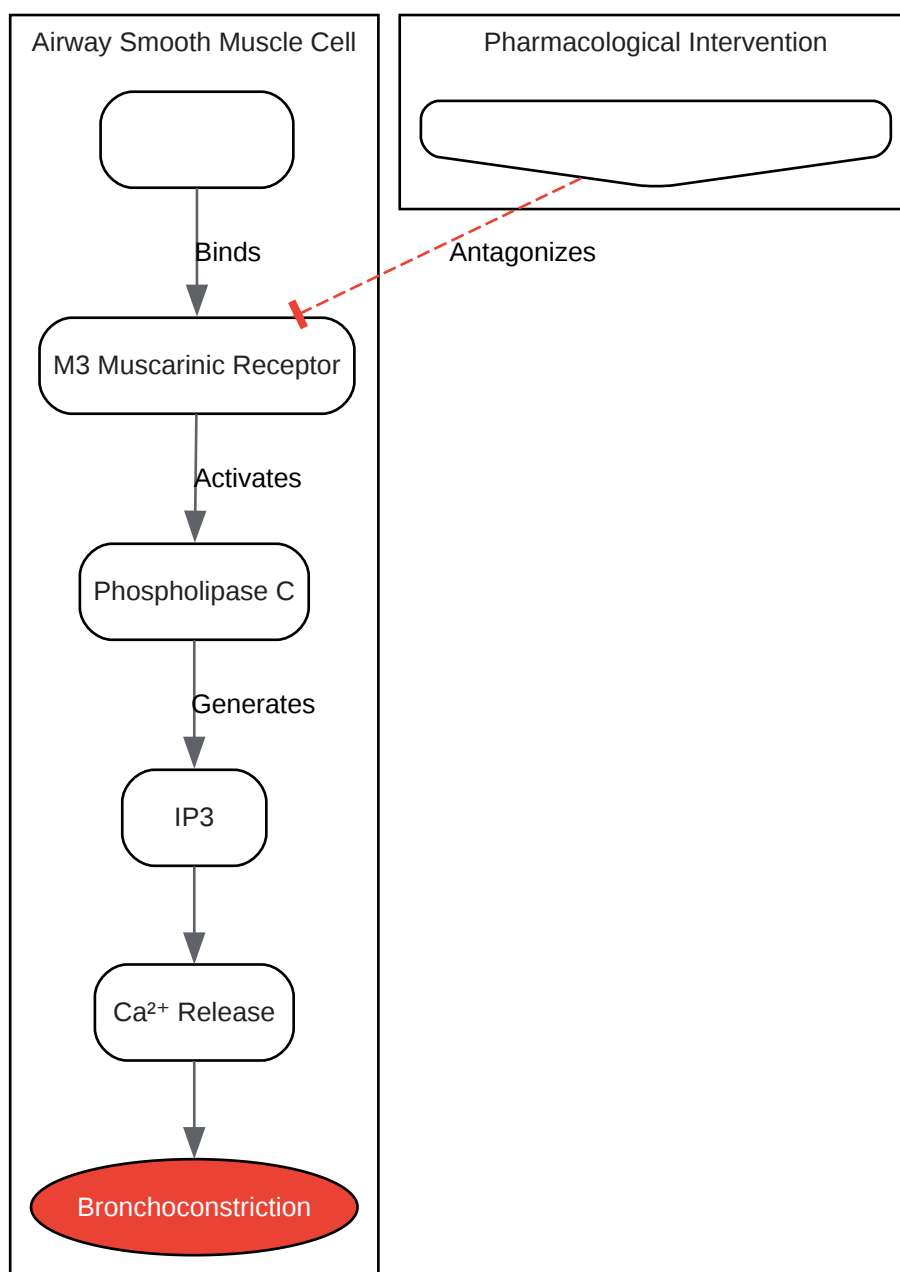 Airway Smooth Muscle Cell
Pharmacological Intervention
Binds
Antagonizes
M3 Muscarinic Receptor
Activates
Phospholipase C
Generates
IP3
Ca²⁺ Release
Bronchoconstriction